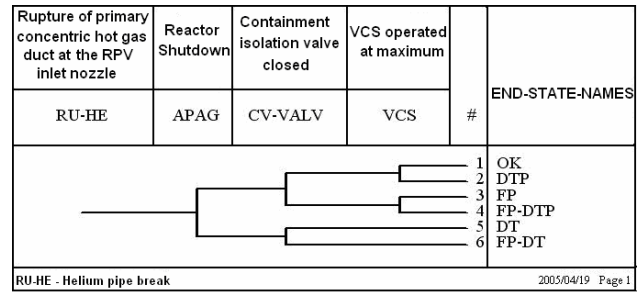 Rupture of primary
concentric hot gas
duct at the RPV
inlet nozzle
Reactor
Shutdown
Containment
isolation valve
closed
VCS operated
at maximum
RU-HE
APAG
CV-VALV
VCS
#
END-STATE-NAMES
1 OK
2 DTP
3 FP
4 FP-DTP
5 DT
6 FP-DT
RU-HE - Helium pipe break
2005/04/19 Page 1